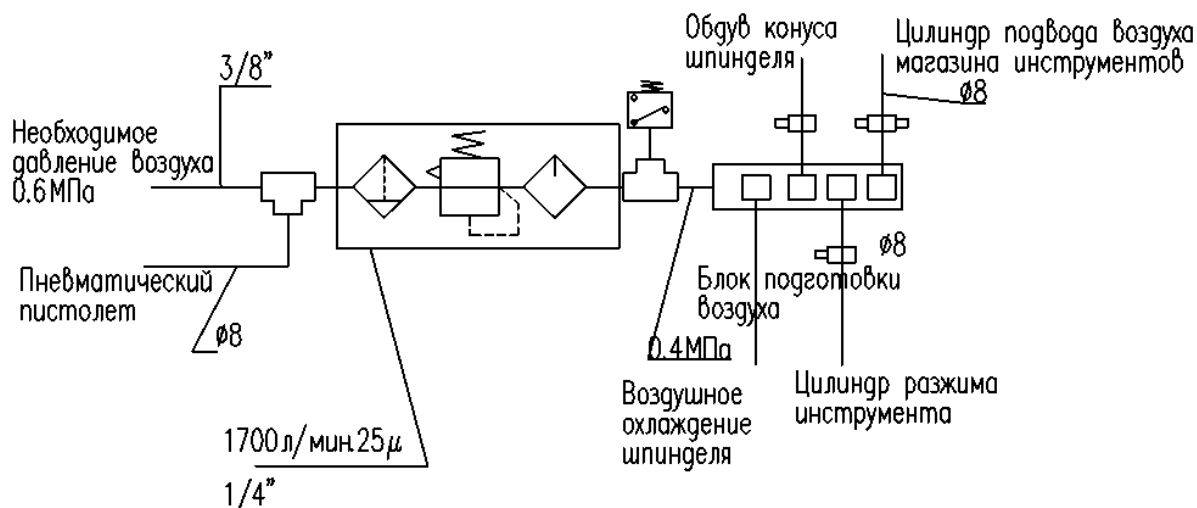 3/8"
Необходимое
давление воздуха
0.6МПа
Пневматический
пистолет
ø8
1700л/мин.25μ
1/4"
Обдув конуса
шпинделя
Цилиндр подвода воздуха
магазина инструментов
ø8
ø8
Блок подготовки
воздуха
0.4МПа
Воздушное
охлаждение
шпинделя
Цилиндр разжима
инструмента